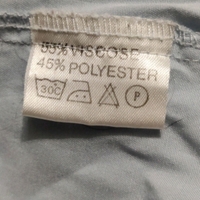 55% VISCOSE
45% POLYESTER
30C P